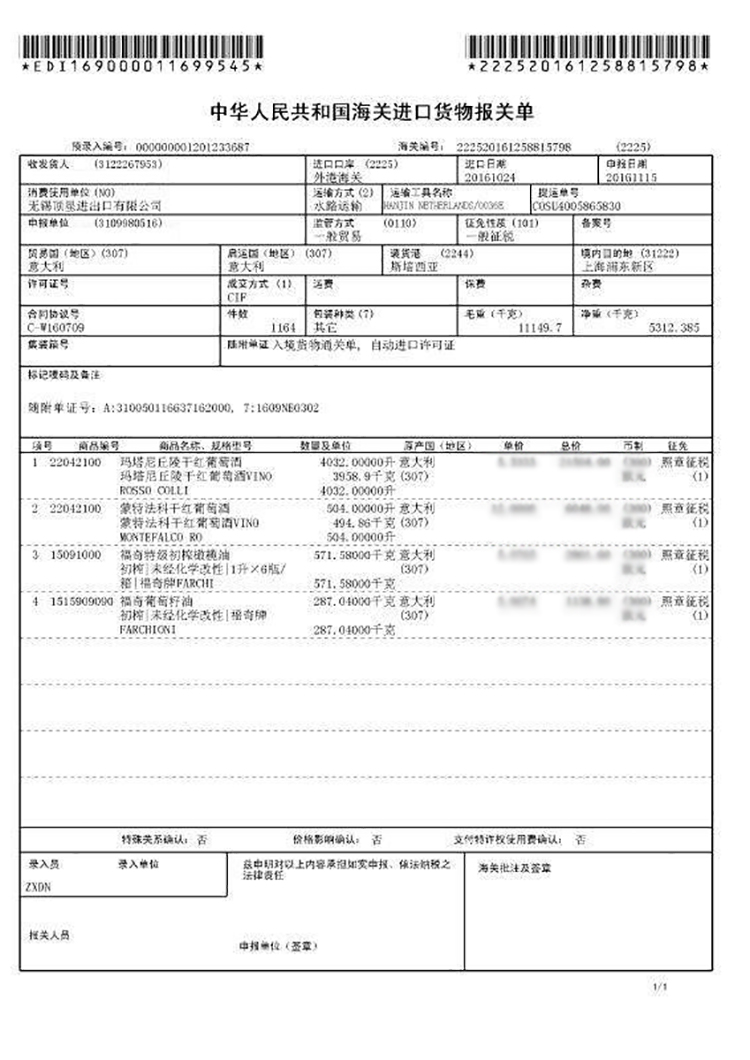 *EDI169000011699545*
*222520161258815798*
中华人民共和国海关进口货物报关单
预录入编号：000000001201233687 海关编号：222520161258815798 (2225)
收发货人 (3122267953) 进口口岸 (2225) 进口日期 申报日期
外港海关 20161024 20161115
消费使用单位 (NO) 运输方式 (2) 运输工具名称 提运单号
进出口有限公司 水路运输 HANJIN NETHERLANDS/0036E COSU4005865830
申报单位 (3109980516) 监管方式 (0110) 征免性质 (101) 备案号
一般贸易 一般征税
贸易国（地区）(307) 启运国（地区） (307) 装货港 (2244) 境内目的地 (31222)
意大利 意大利 斯培西亚 上海浦东新区
许可证号 成交方式 (1) 运费 保费 杂费
CIF
合同协议号 件数 包装种类 (7) 毛重（千克） 净重（千克）
C-W160709 1164 其它 11149.7 5312.385
集装箱号 随附单证 入境货物通关单, 自动进口许可证
标记唛码及备注
随附单证号：A:310050116637162000, 7:1609NE0302
项号 商品编号 商品名称、规格型号 数量及单位 原产国（地区） 单价 总价 币制 征免
1 22042100 玛塔尼丘陵干红葡萄酒 4032.00000升 意大利 照章征税
玛塔尼丘陵干红葡萄酒VINO 3958.9千克 (307) (1)
ROSSO COLLI 4032.00000升
2 22042100 蒙特法科干红葡萄酒 504.00000升 意大利 照章征税
蒙特法科干红葡萄酒VINO 494.86千克 (307) (1)
MONTEFALCO RO 504.00000升
3 15091000 福奇特级初榨橄榄油 571.58000千克 意大利 照章征税
初榨|未经化学改性|1升×6瓶/ (307) (1)
箱|福奇牌FARCHI 571.58000千克
4 1515909090 福奇葡萄籽油 287.04000千克 意大利 照章征税
初榨|未经化学改性|福奇牌 (307) (1)
FARCHIONI 287.04000千克
特殊关系确认：否 价格影响确认：否 支付特许权使用费确认：否
录入员 录入单位 兹申明对以上内容承担如实申报、依法纳税之 海关批注及签章
法律责任
ZXDN
报关人员
申报单位（签章）
1/1